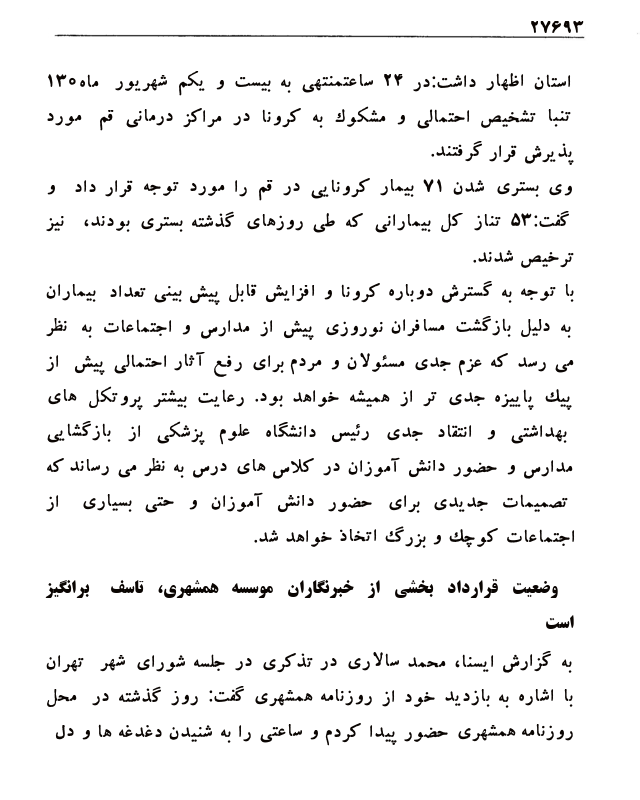 ۲۷۶۹۳
استان اظهار داشت:در ۲۴ ساعتمنتهی به بیست و یکم شهریور ماه۱۳۰
تنبا تشخیص احتمالی و مشکوك به کرونا در مراکز درمانی قم مورد
پذیرش قرار گرفتند.
وی بستری شدن ۷۱ بیمار کرونایی در قم را مورد توجه قرار داد و
گفت:۵۳ تناز کل بیمارانی که طی روزهای گذشته بستری بودند، نیز
ترخیص شدند.
با توجه به گسترش دوباره کرونا و افزایش قابل پیش بینی تعداد بیماران
به دلیل بازگشت مسافران نوروزی پیش از مدارس و اجتماعات به نظر
می رسد که عزم جدی مسئولان و مردم برای رفع آثار احتمالی پیش از
پیك پاییزه جدی تر از همیشه خواهد بود. رعایت بیشتر پروتکل های
بهداشتی و انتقاد جدی رئیس دانشگاه علوم پزشکی از بازگشایی
مدارس و حضور دانش آموزان در کلاس های درس به نظر می رساند که
تصمیمات جدیدی برای حضور دانش آموزان و حتی بسیاری از
اجتماعات کوچك و بزرگ اتخاذ خواهد شد.
وضعیت قرارداد بخشی از خبرنگاران موسسه همشهری، تاسف برانگیز
است
به گزارش ایسنا، محمد سالاری در تذکری در جلسه شورای شهر تهران
با اشاره به بازدید خود از روزنامه همشهری گفت: روز گذشته در محل
روزنامه همشهری حضور پیدا کردم و ساعتی را به شنیدن دغدغه ها و دل